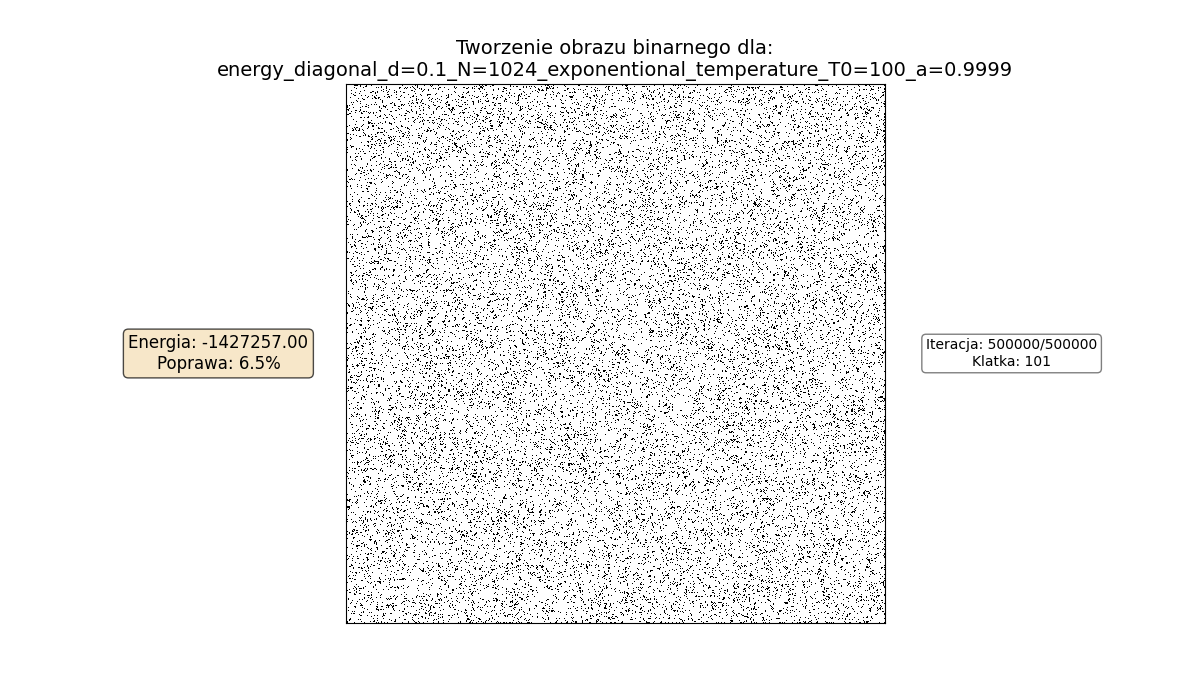 Tworzenie obrazu binarnego dla:
energy_diagonal_d=0.1_N=1024_exponentional_temperature_T0=100_a=0.9999
Energia: -1427257.00
Poprawa: 6.5%
Iteracja: 500000/500000
Klatka: 101